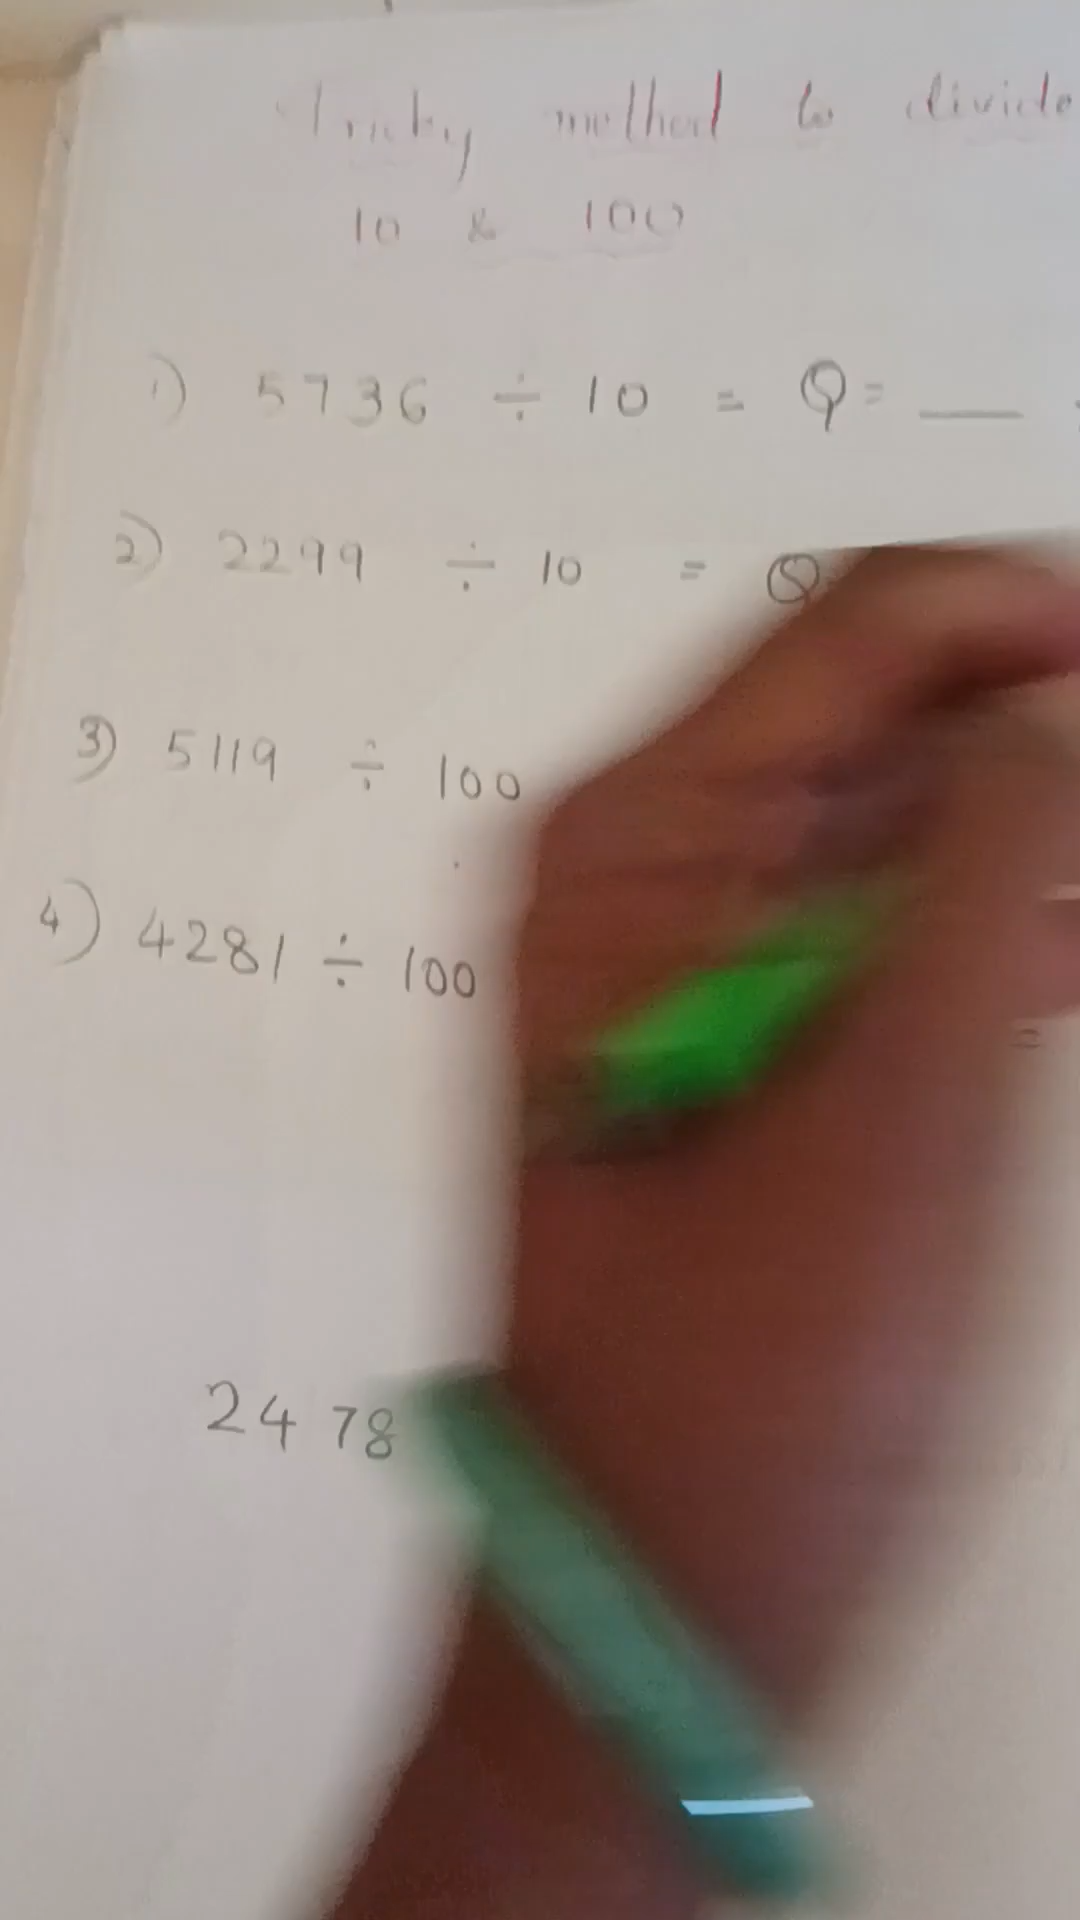 Tricky method to divide
10 & 100
1) 5736 ÷ 10 = Q = ___
2) 2299 ÷ 10 = Q
3) 5119 ÷ 100
4) 4281 ÷ 100
=
2478